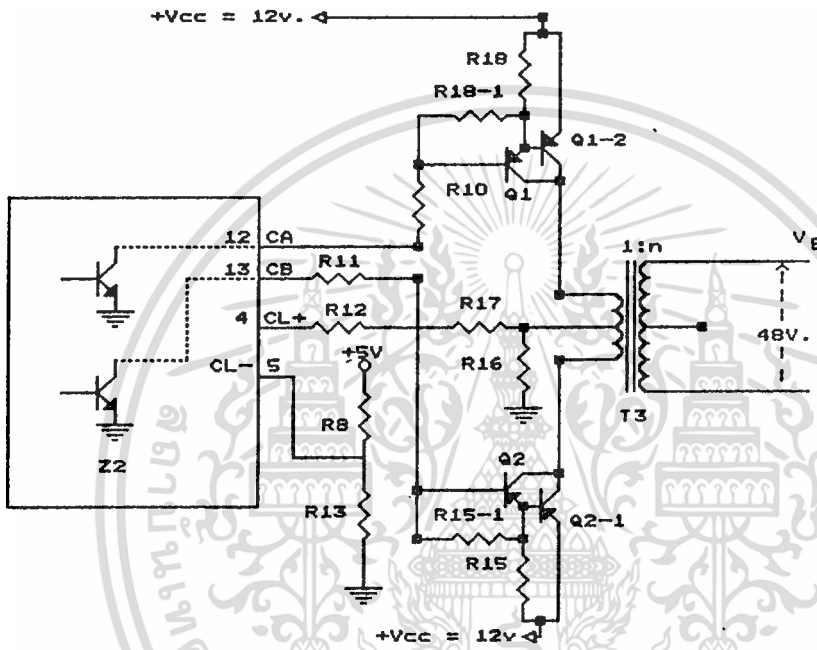 +Vcc = 12v.
R18
R18-1
Q1-2
R10
Q1
12 CA
13 CB
R11
4 CL+
R12
R17
1:n
+5V
CL- 5
R16
48V.
T3
R8
Z2
Q2
R13
R15-1
Q2-1
R15
+Vcc = 12v